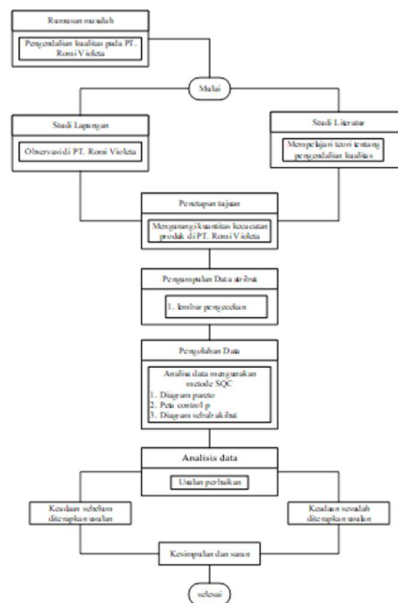 Rumusan masalah
Pengendalian kualitas pada PT.
Romi Violeta
Mulai
Studi Lapangan
Observasi di PT. Romi Violeta
Studi Literatur
Mempelajari teori tentang
pengendalian kualitas
Penetapan tujuan
Mengurangi kuantitas kecacatan
produk di PT. Romi Violeta
Pengumpulan Data atribut
1. lembar pengecekan
Pengolahan Data
Analisa data mengunakan
metode SQC
1. Diagram pareto
2. Peta control p
3. Diagram sebab akibat
Analisis data
Usulan perbaikan
Keadaan sebelum
diterapkan usulan
Keadaan sesudah
diterapkan usulan
Kesimpulan dan saran
selesai